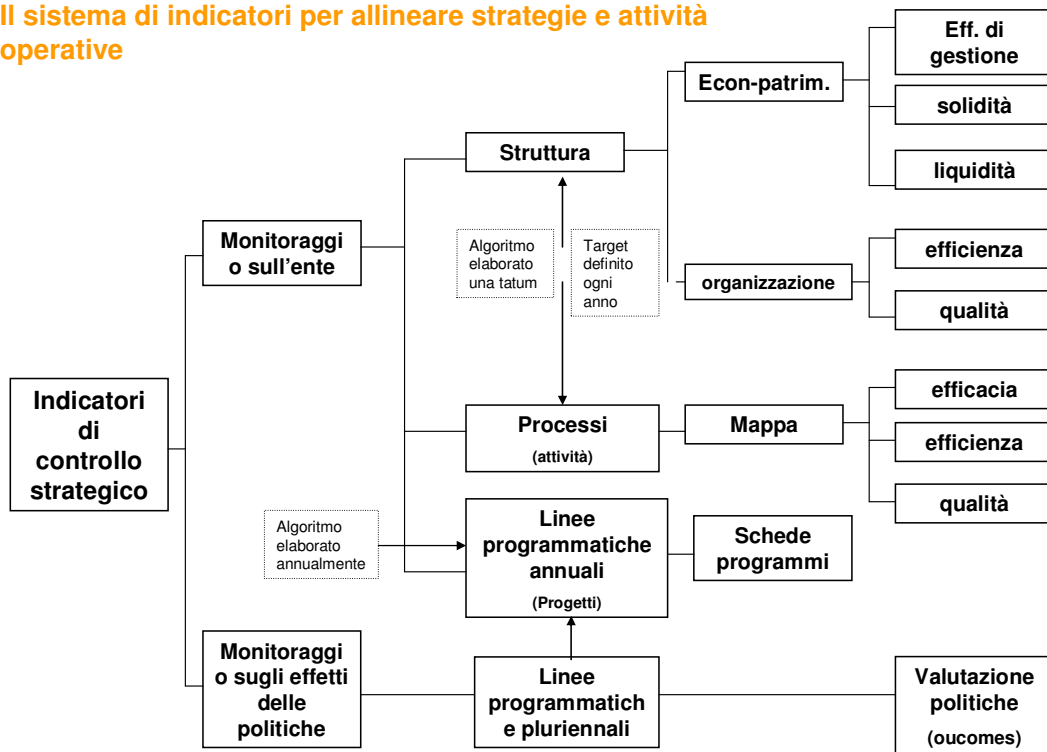 Il sistema di indicatori per allineare strategie e attività
operative
Eff. di
gestione
Econ-patrim.
solidità
Struttura
liquidità
Monitoraggi
o sull'ente
Algoritmo
elaborato
una tatum
Target
definito
ogni
anno
efficienza
organizzazione
qualità
Indicatori
di
controllo
strategico
efficacia
Processi
(attività)
Mappa
efficienza
qualità
Algoritmo
elaborato
annualmente
Linee
programmatiche
annuali
(Progetti)
Schede
programmi
Monitoraggi
o sugli effetti
delle
politiche
Linee
programmatich
e pluriennali
Valutazione
politiche
(oucomes)